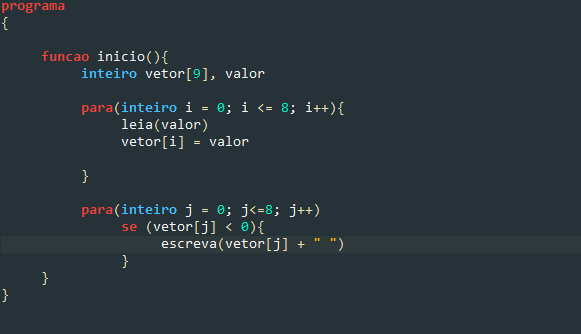 programa
{
funcao inicio(){
inteiro vetor[9], valor
para(inteiro i = 0; i <= 8; i++){
leia(valor)
vetor[i] = valor
}
para(inteiro j = 0; j<=8; j++)
se (vetor[j] < 0){
escreva(vetor[j] + " ")
}
}
}